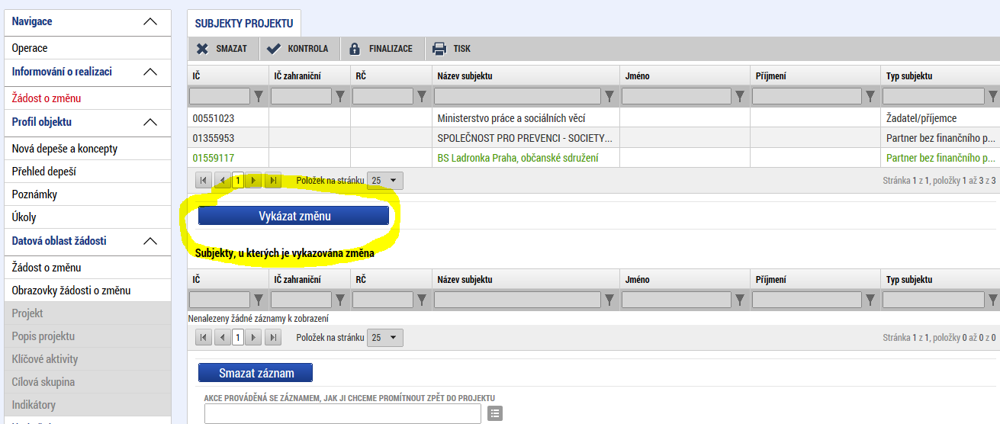 Navigace
Operace
Informování o realizaci
Žádost o změnu
Profil objektu
Nová depeše a koncepty
Přehled depeší
Poznámky
Úkoly
Datová oblast žádosti
Žádost o změnu
Obrazovky žádosti o změnu
Projekt
Popis projektu
Klíčové aktivity
Cílová skupina
Indikátory
SUBJEKTY PROJEKTU
SMAZAT KONTROLA FINALIZACE TISK
IČ IČ zahraniční RČ Název subjektu Jméno Příjmení Typ subjektu
00551023 Ministerstvo práce a sociálních věcí Žadatel/příjemce
01355953 SPOLEČNOST PRO PREVENCI - SOCIETY... Partner bez finančního p...
01559117 BS Ladronka Praha, občanské sdružení Partner bez finančního p...
1 Položek na stránku 25 Stránka 1 z 1, položky 1 až 3 z 3
Vykázat změnu
Subjekty, u kterých je vykazována změna
IČ IČ zahraniční RČ Název subjektu Jméno Příjmení Typ subjektu
Nenalezeny žádné záznamy k zobrazení
1 Položek na stránku 25 Stránka 1 z 1, položky 0 až 0 z 0
Smazat záznam
AKCE PROVÁDĚNÁ SE ZÁZNAMEM, JAK JI CHCEME PROMÍTNOUT ZPĚT DO PROJEKTU